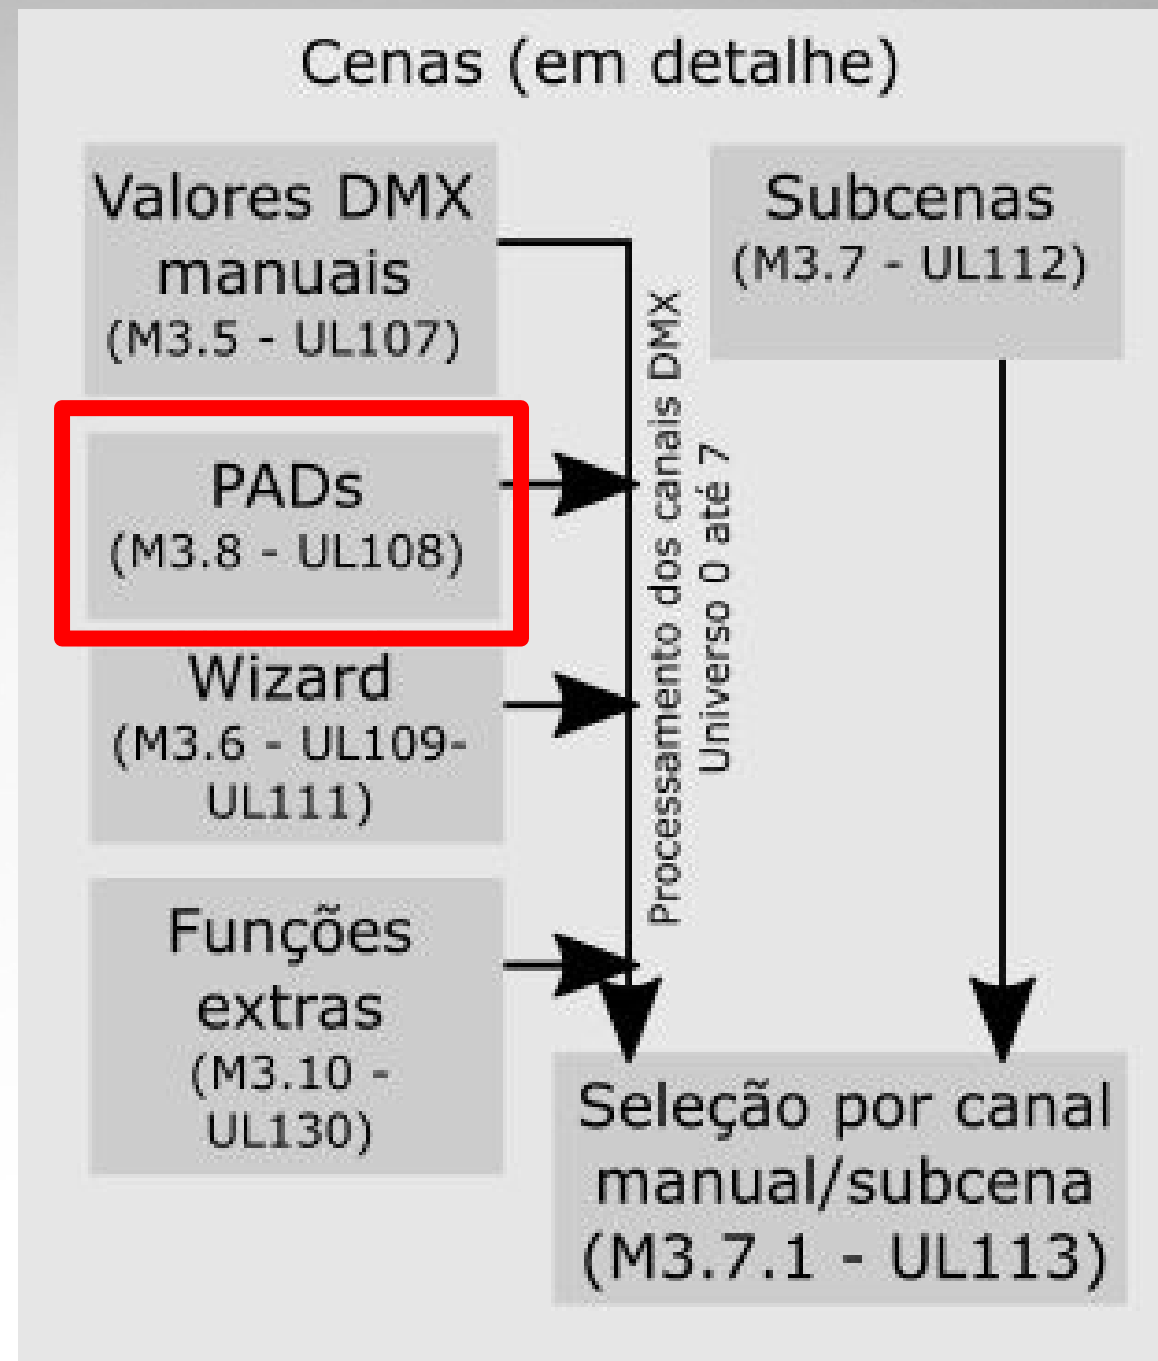 Cenas (em detalhe)
Valores DMX
manuais
(M3.5 - UL107)
Subcenas
(M3.7 - UL112)
PADs
(M3.8 - UL108)
Wizard
(M3.6 - UL109-
UL111)
Funções
extras
(M3.10 -
UL130)
Processamento dos canais DMX
Universo 0 até 7
Seleção por canal
manual/subcena
(M3.7.1 - UL113)